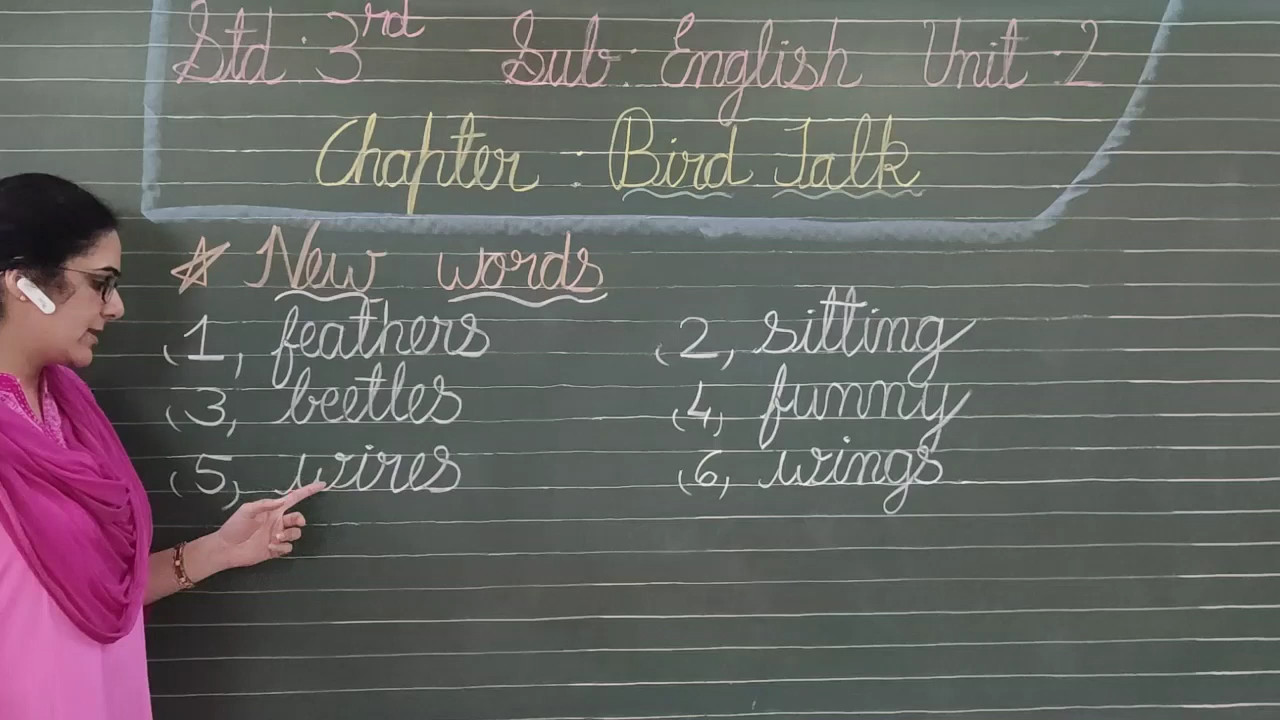 Std : 3rd Sub : English Unit : 2
Chapter : Bird Talk
☆ New words
(1, feathers (2, sitting
(3, beetles (4, funny
(5, wires (6, wings